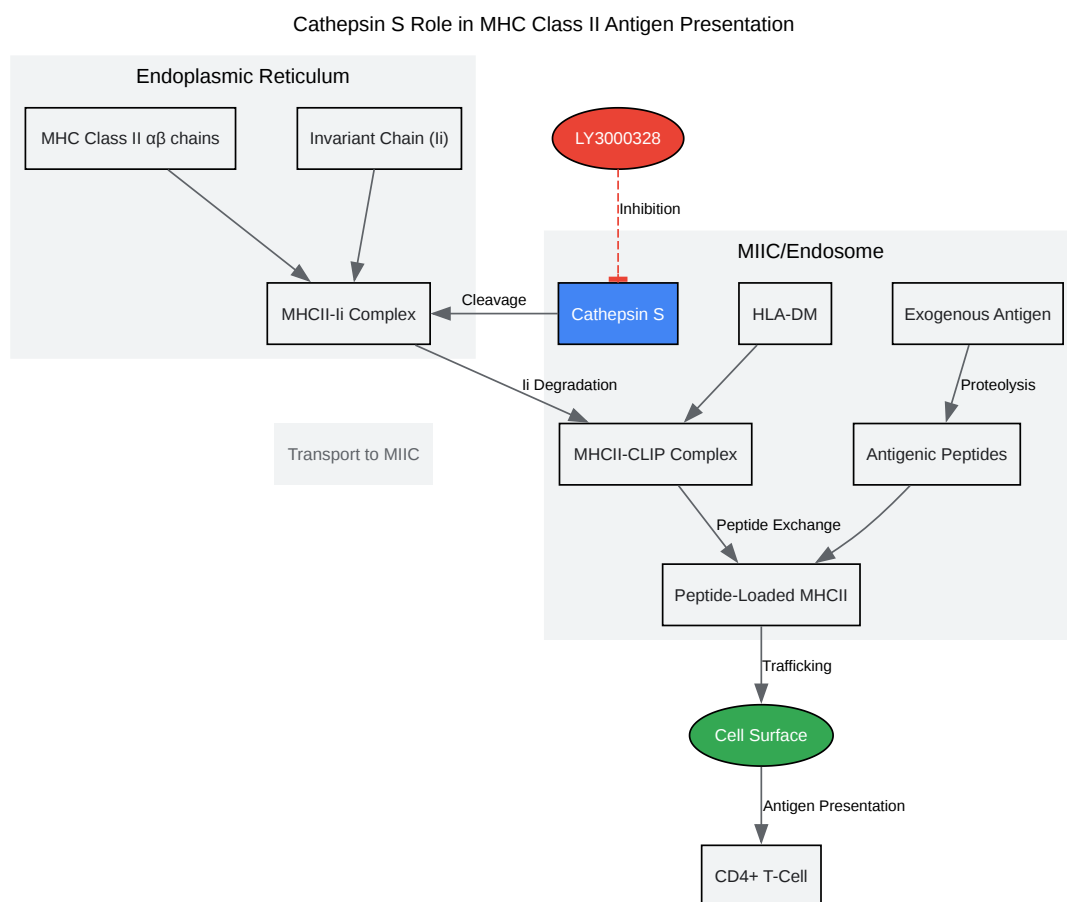 Cathepsin S Role in MHC Class II Antigen Presentation
Endoplasmic Reticulum
MHC Class II αβ chains
Invariant Chain (Ii)
LY3000328
Inhibition
MIIC/Endosome
MHCII-Ii Complex
Cleavage
Cathepsin S
HLA-DM
Exogenous Antigen
Ii Degradation
Proteolysis
Transport to MIIC
MHCII-CLIP Complex
Antigenic Peptides
Peptide Exchange
Peptide-Loaded MHCII
Trafficking
Cell Surface
Antigen Presentation
CD4+ T-Cell